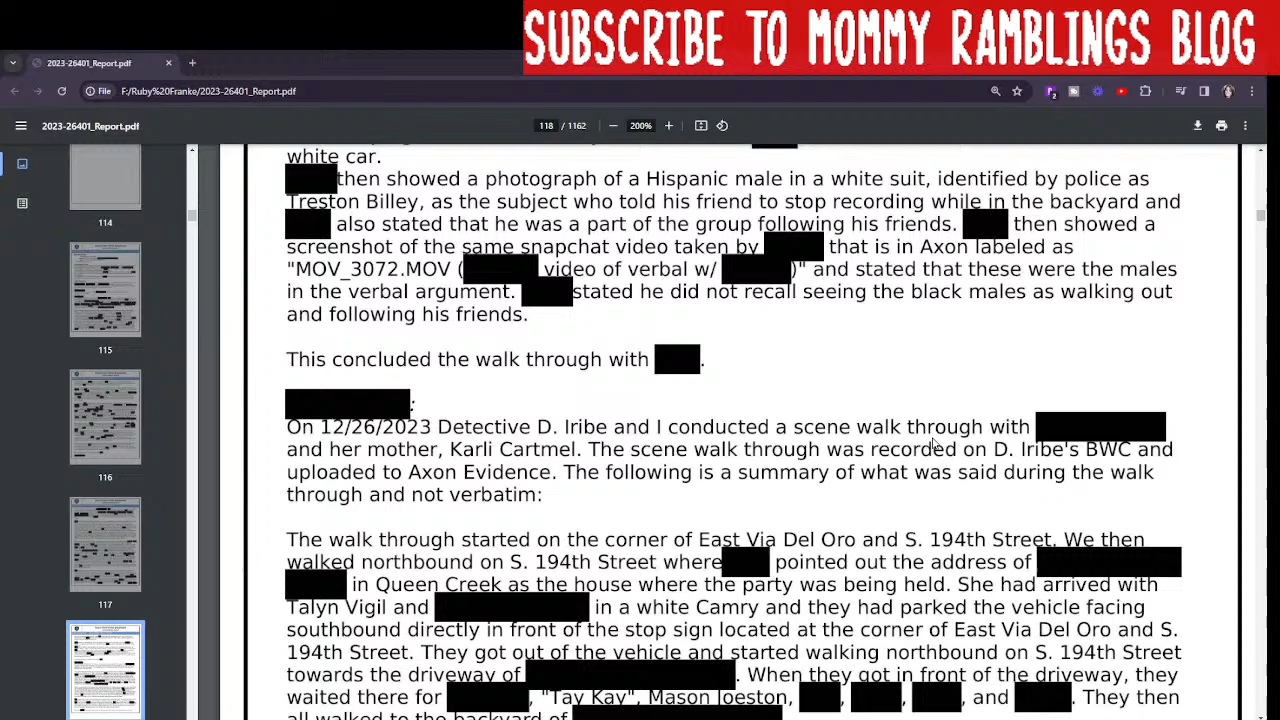 SUBSCRIBE TO MOMMY RAMBLINGS BLOG
2023-26401_Report.pdf
File F:/Ruby%20Franke/2023-26401_Report.pdf
2023-26401_Report.pdf 118 / 1162 200%
white car.
then showed a photograph of a Hispanic male in a white suit, identified by police as
Treston Billey, as the subject who told his friend to stop recording while in the backyard and
also stated that he was a part of the group following his friends. then showed a
screenshot of the same snapchat video taken by that is in Axon labeled as
"MOV_3072.MOV ( video of verbal w/ )" and stated that these were the males
in the verbal argument. stated he did not recall seeing the black males as walking out
and following his friends.
This concluded the walk through with .
:
On 12/26/2023 Detective D. Iribe and I conducted a scene walk through with
and her mother, Karli Cartmel. The scene walk through was recorded on D. Iribe's BWC and
uploaded to Axon Evidence. The following is a summary of what was said during the walk
through and not verbatim:
The walk through started on the corner of East Via Del Oro and S. 194th Street. We then
walked northbound on S. 194th Street where pointed out the address of
in Queen Creek as the house where the party was being held. She had arrived with
Talyn Vigil and in a white Camry and they had parked the vehicle facing
southbound directly in front of the stop sign located at the corner of East Via Del Oro and S.
194th Street. They got out of the vehicle and started walking northbound on S. 194th Street
towards the driveway of . When they got in front of the driveway, they
waited there for , "Tay Kay", Mason Joeston, , , , and . They then
all walked to the backyard of
114
115
116
117